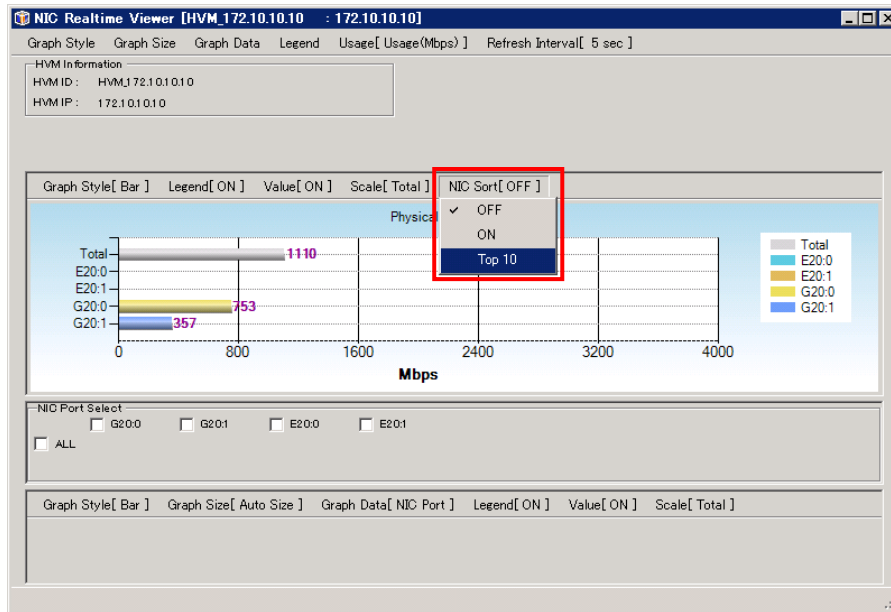 NIC Realtime Viewer [HVM_172.10.10.10 : 172.10.10.10]
Graph Style Graph Size Graph Data Legend Usage[ Usage(Mbps) ] Refresh Interval[ 5 sec ]
HVM Information
HVM ID : HVM_172.10.10.10
HVM IP : 172.10.10.10
Graph Style[ Bar ] Legend[ ON ] Value[ ON ] Scale[ Total ] NIC Sort[ OFF ]
Physical
OFF
ON
Top 10
Total 1110
E20:0
E20:1
G20:0 753
G20:1 357
0 800 1600 2400 3200 4000
Mbps
Total
E20:0
E20:1
G20:0
G20:1
NIC Port Select
G20:0 G20:1 E20:0 E20:1
ALL
Graph Style[ Bar ] Graph Size[ Auto Size ] Graph Data[ NIC Port ] Legend[ ON ] Value[ ON ] Scale[ Total ]